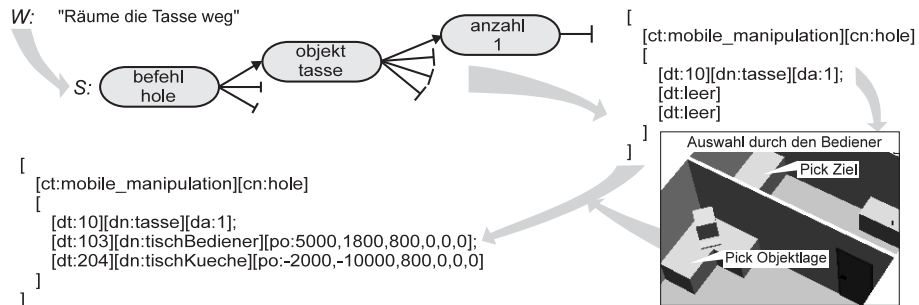 W: "Räume die Tasse weg"
S:
befehl
hole
objekt
tasse
anzahl
1
[
[ct:mobile_manipulation][cn:hole]
[
[dt:10][dn:tasse][da:1];
[dt:leer]
[dt:leer]
]
]
Auswahl durch den Bediener
Pick Ziel
Pick Objektlage
[
[ct:mobile_manipulation][cn:hole]
[
[dt:10][dn:tasse][da:1];
[dt:103][dn:tischBediener][po:5000,1800,800,0,0,0];
[dt:204][dn:tischKueche][po:-2000,-10000,800,0,0,0]
]
]